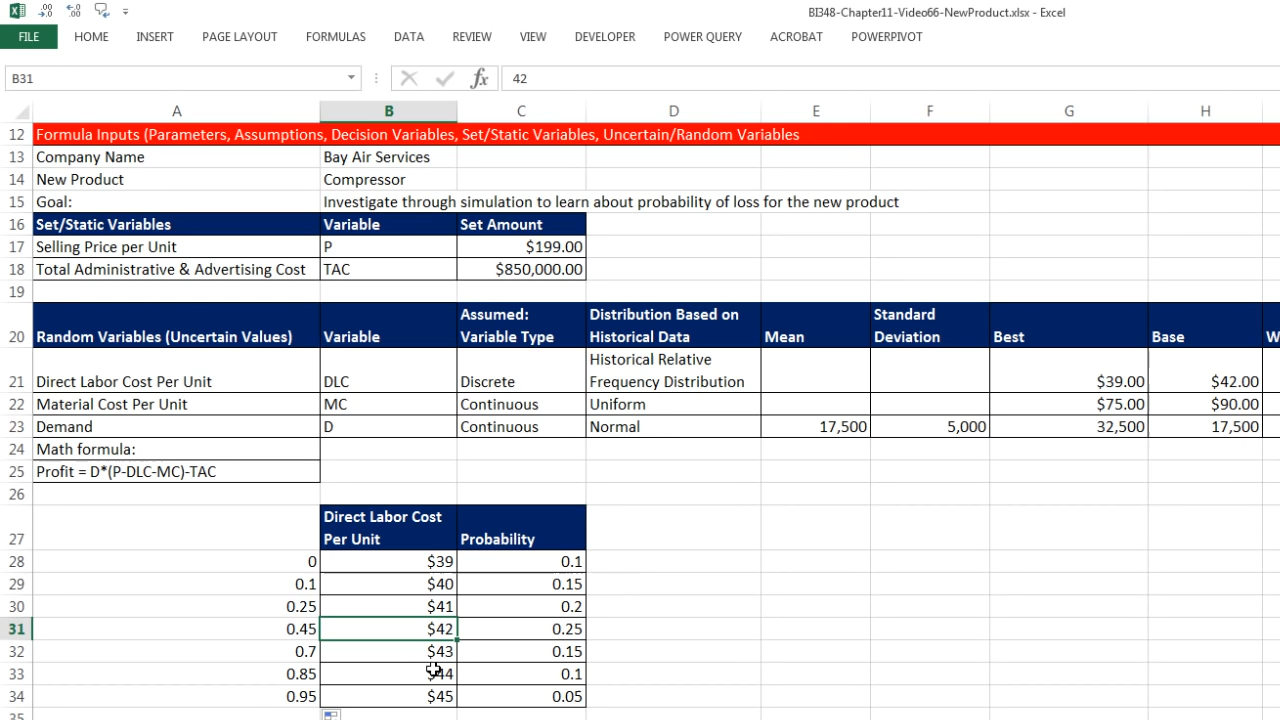 BI348-Chapter11-Video66-NewProduct.xlsx - Excel
FILE HOME INSERT PAGE LAYOUT FORMULAS DATA REVIEW VIEW DEVELOPER POWER QUERY ACROBAT POWERPIVOT
B31 fx 42
A B C D E F G H
12 Formula Inputs (Parameters, Assumptions, Decision Variables, Set/Static Variables, Uncertain/Random Variables
13 Company Name Bay Air Services
14 New Product Compressor
15 Goal: Investigate through simulation to learn about probability of loss for the new product
16 Set/Static Variables Variable Set Amount
17 Selling Price per Unit P $199.00
18 Total Administrative & Advertising Cost TAC $850,000.00
19
Assumed: Distribution Based on Standard
20 Random Variables (Uncertain Values) Variable Variable Type Historical Data Mean Deviation Best Base W
Historical Relative
21 Direct Labor Cost Per Unit DLC Discrete Frequency Distribution $39.00 $42.00
22 Material Cost Per Unit MC Continuous Uniform $75.00 $90.00
23 Demand D Continuous Normal 17,500 5,000 32,500 17,500
24 Math formula:
25 Profit = D*(P-DLC-MC)-TAC
26
Direct Labor Cost
27 Per Unit Probability
28 0 $39 0.1
29 0.1 $40 0.15
30 0.25 $41 0.2
31 0.45 $42 0.25
32 0.7 $43 0.15
33 0.85 $44 0.1
34 0.95 $45 0.05
35